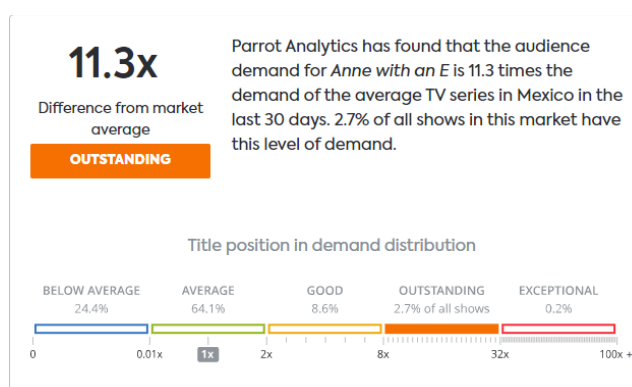 11.3x
Difference from market
average
OUTSTANDING
Parrot Analytics has found that the audience
demand for Anne with an E is 11.3 times the
demand of the average TV series in Mexico in the
last 30 days. 2.7% of all shows in this market have
this level of demand.
Title position in demand distribution
BELOW AVERAGE AVERAGE GOOD OUTSTANDING EXCEPTIONAL
24.4% 64.1% 8.6% 2.7% of all shows 0.2%
0 0.01x 1x 2x 8x 32x 100x +